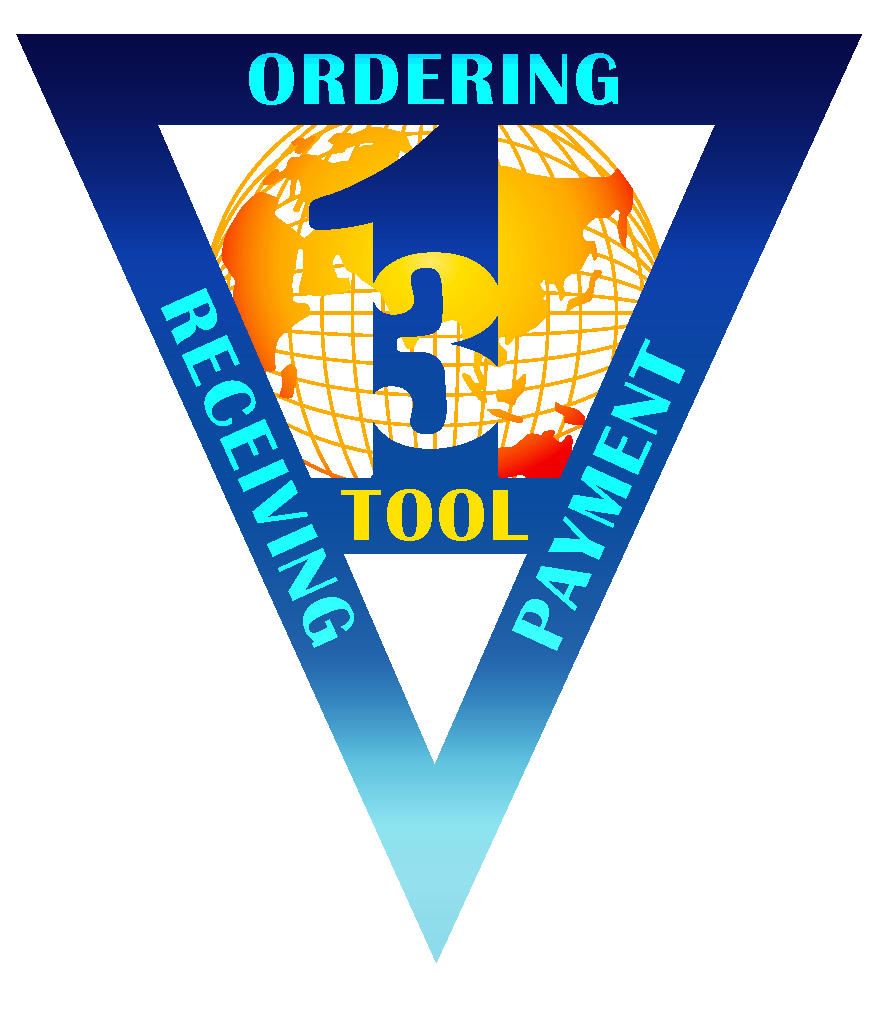 ORDERING
13
TOOL
RECEIVING
PAYMENT